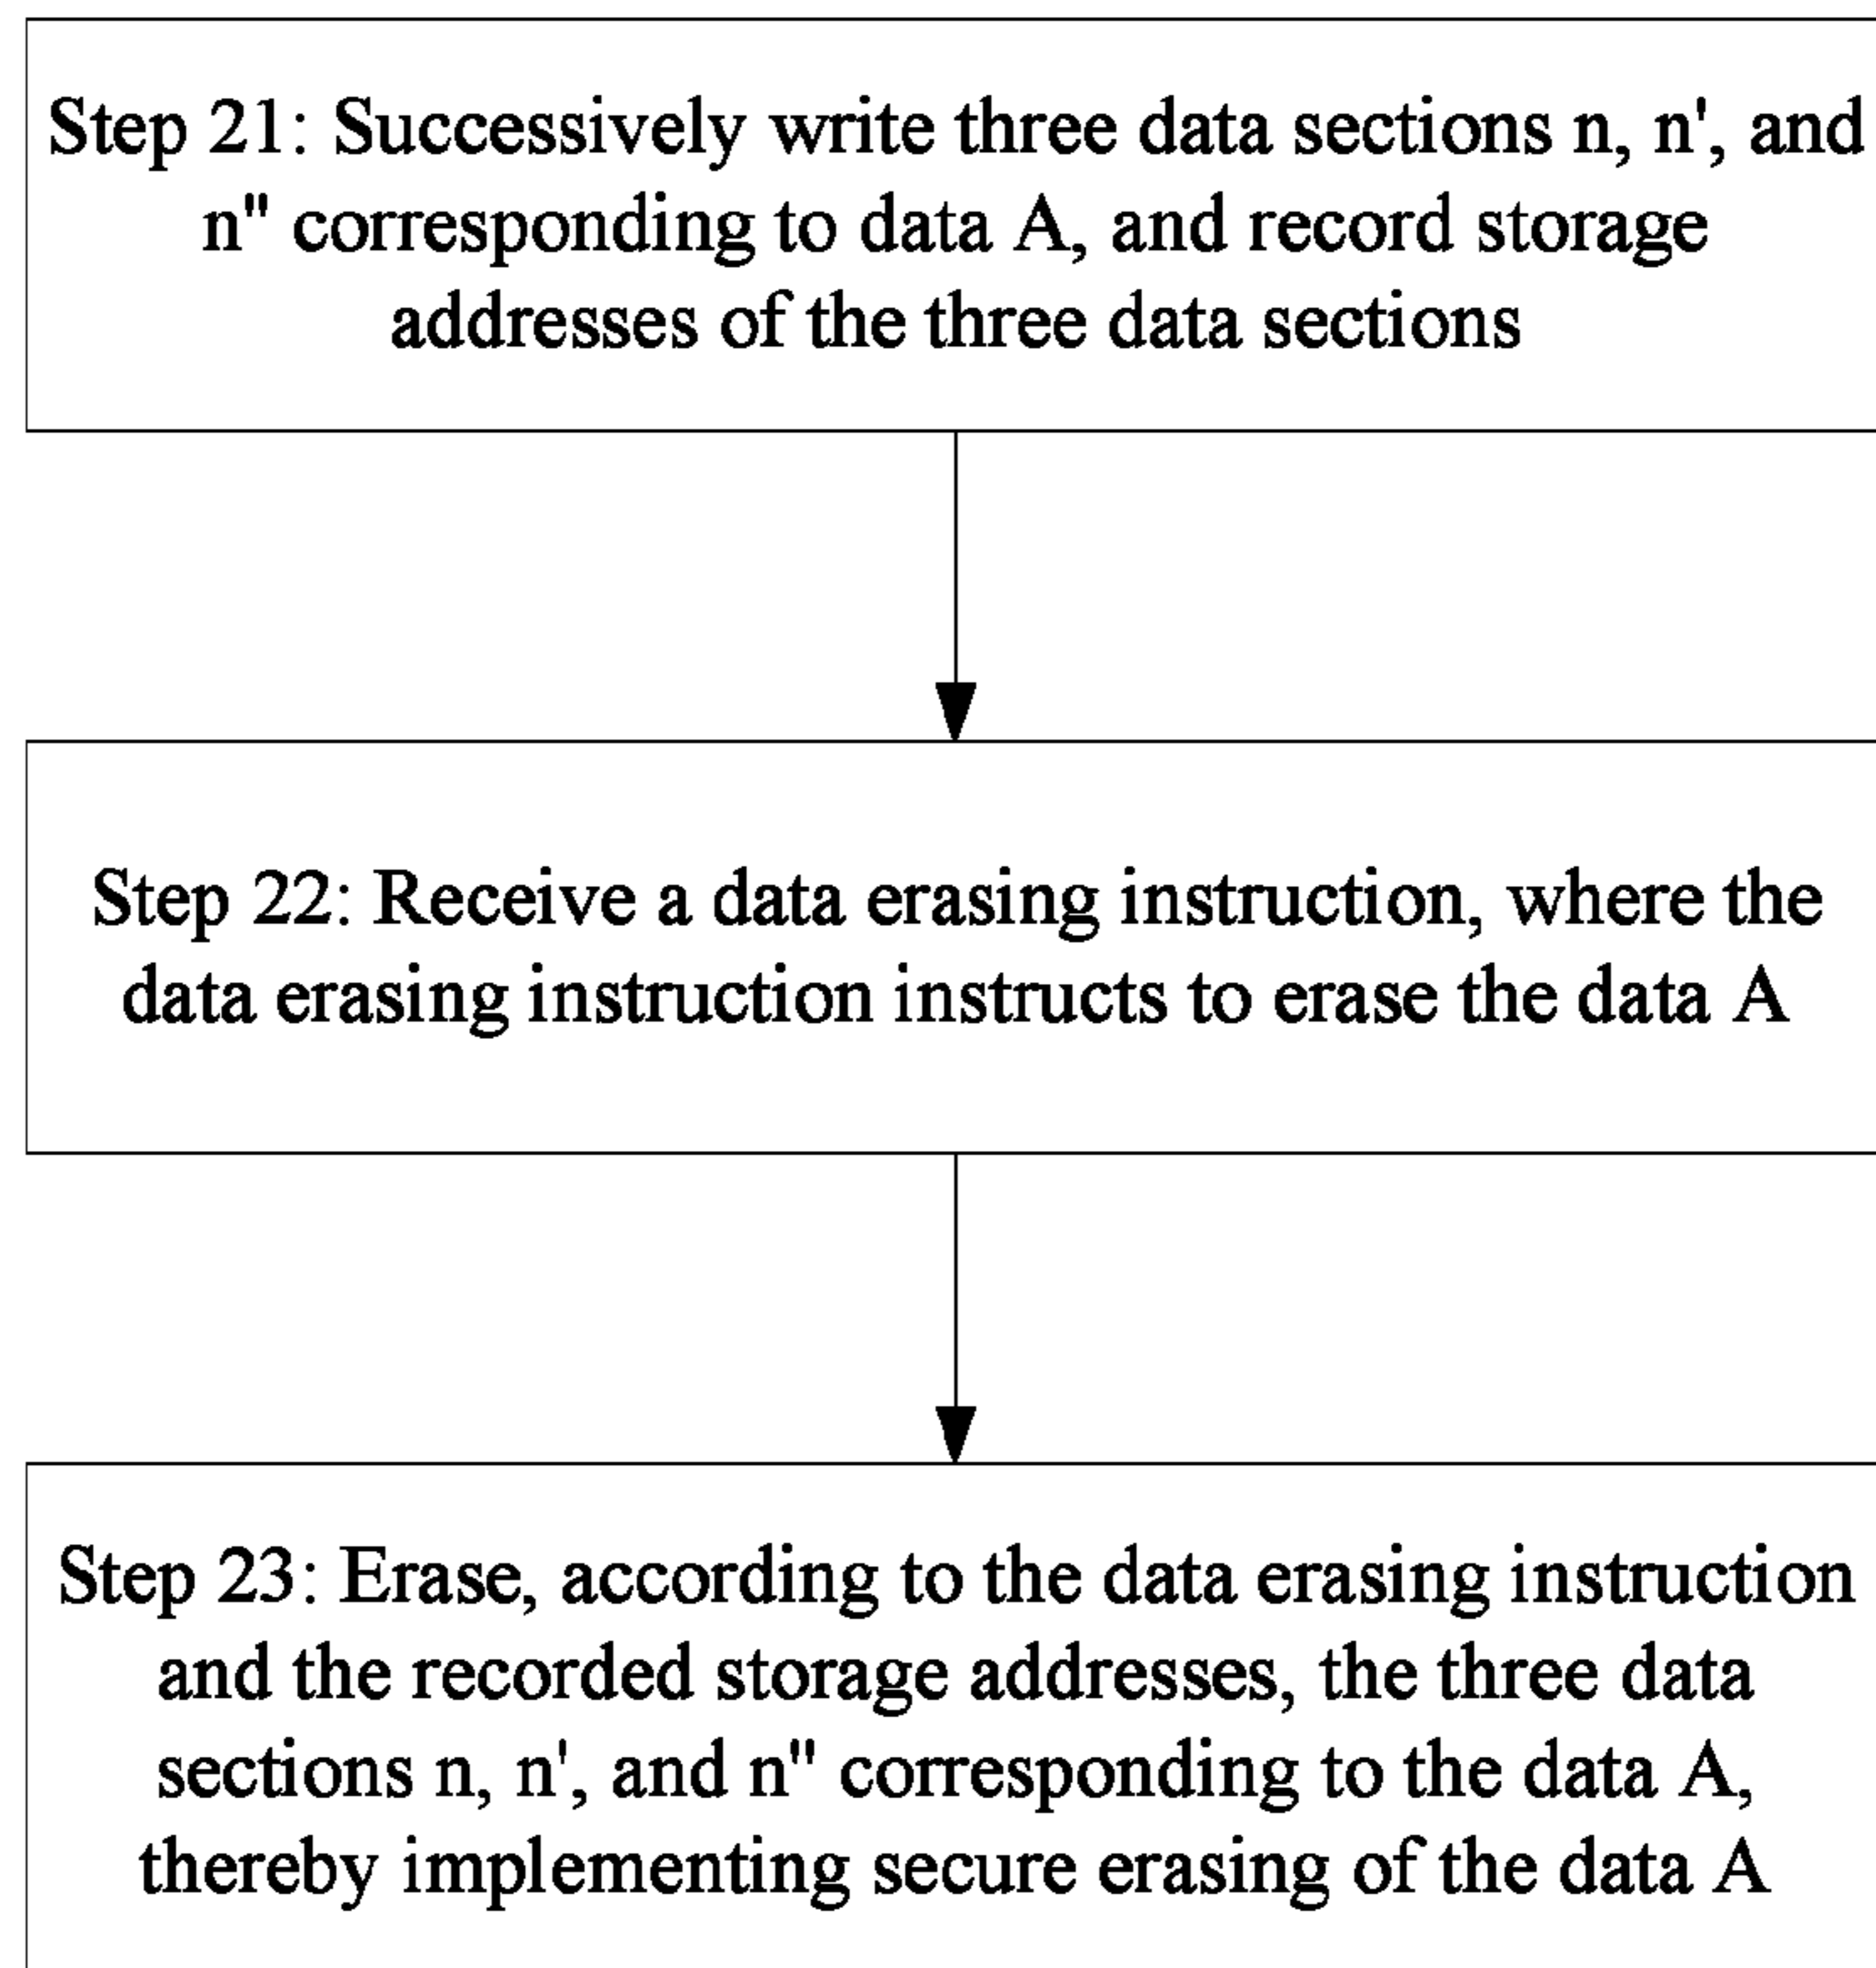 Step 21: Successively write three data sections n, n', and
n" corresponding to data A, and record storage
addresses of the three data sections
Step 22: Receive a data erasing instruction, where the
data erasing instruction instructs to erase the data A
Step 23: Erase, according to the data erasing instruction
and the recorded storage addresses, the three data
sections n, n', and n" corresponding to the data A,
thereby implementing secure erasing of the data A